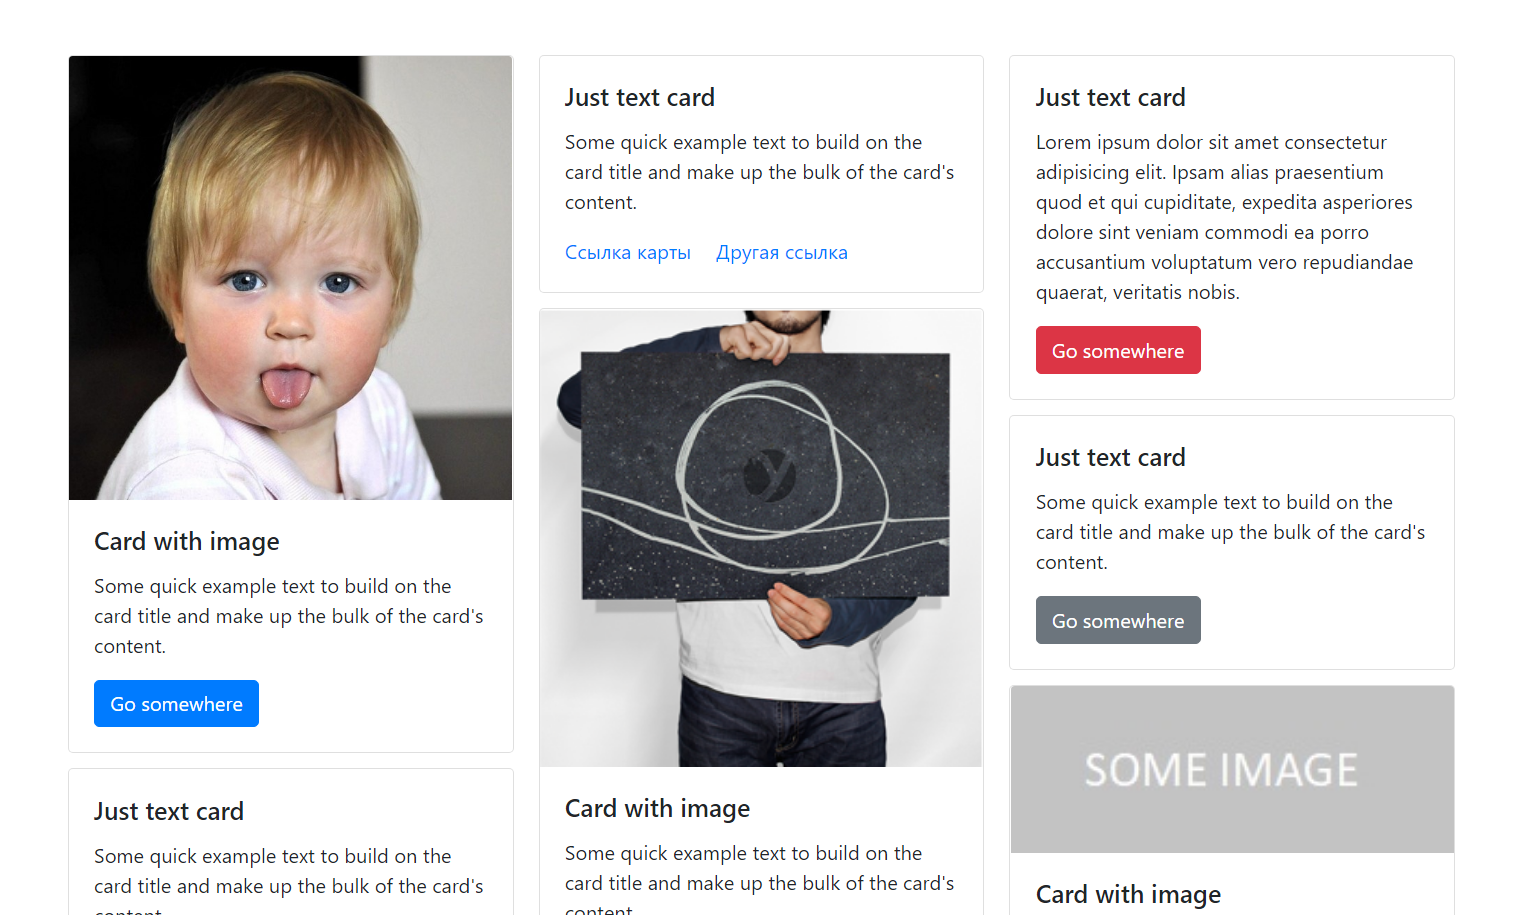 Card with image
Some quick example text to build on the
card title and make up the bulk of the card's
content.
Go somewhere
Just text card
Some quick example text to build on the
card title and make up the bulk of the card's
content.
Just text card
Some quick example text to build on the
card title and make up the bulk of the card's
content.
Ссылка карты Другая ссылка
Card with image
Some quick example text to build on the
card title and make up the bulk of the card's
content.
Just text card
Lorem ipsum dolor sit amet consectetur
adipisicing elit. Ipsam alias praesentium
quod et qui cupiditate, expedita asperiores
dolore sint veniam commodi ea porro
accusantium voluptatum vero repudiandae
quaerat, veritatis nobis.
Go somewhere
Just text card
Some quick example text to build on the
card title and make up the bulk of the card's
content.
Go somewhere
SOME IMAGE
Card with image